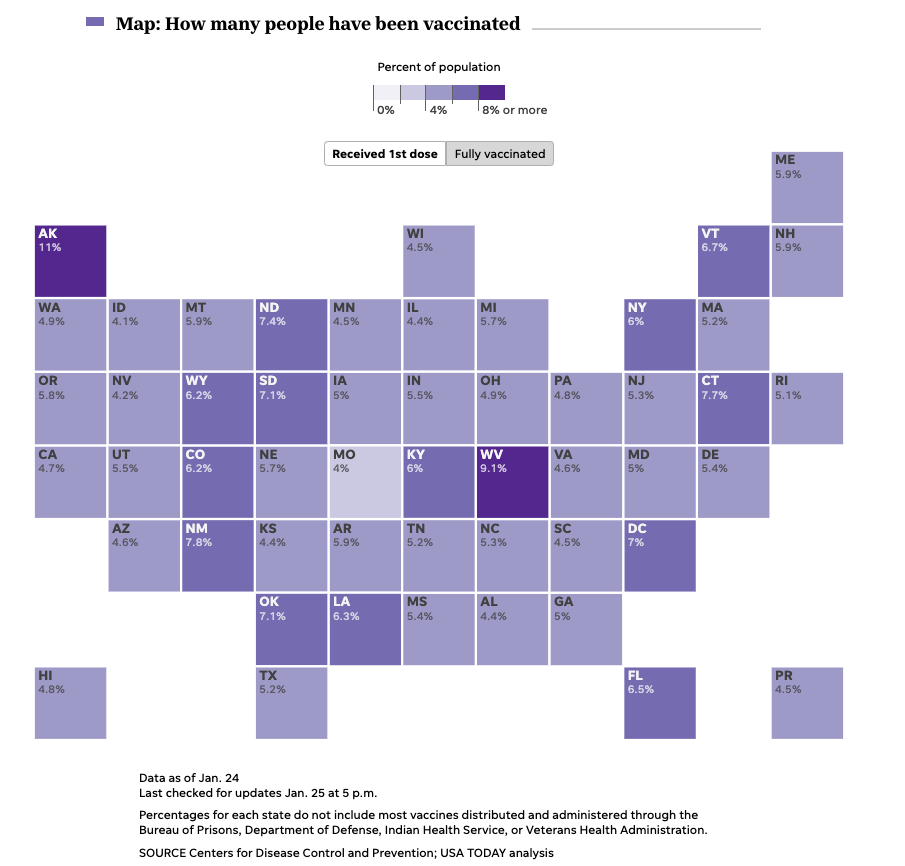 Map: How many people have been vaccinated
Percent of population
0% 4% 8% or more
Received 1st dose Fully vaccinated
ME
5.9%
AK WI VT NH
11% 4.5% 6.7% 5.9%
WA ID MT ND MN IL MI NY MA
4.9% 4.1% 5.9% 7.4% 4.5% 4.4% 5.7% 6% 5.2%
OR NV WY SD IA IN OH PA NJ CT RI
5.8% 4.2% 6.2% 7.1% 5% 5.5% 4.9% 4.8% 5.3% 7.7% 5.1%
CA UT CO NE MO KY WV VA MD DE
4.7% 5.5% 6.2% 5.7% 4% 6% 9.1% 4.6% 5% 5.4%
AZ NM KS AR TN NC SC DC
4.6% 7.8% 4.4% 5.9% 5.2% 5.3% 4.5% 7%
OK LA MS AL GA
7.1% 6.3% 5.4% 4.4% 5%
HI TX FL PR
4.8% 5.2% 6.5% 4.5%
Data as of Jan. 24
Last checked for updates Jan. 25 at 5 p.m.
Percentages for each state do not include most vaccines distributed and administered through the
Bureau of Prisons, Department of Defense, Indian Health Service, or Veterans Health Administration.
SOURCE Centers for Disease Control and Prevention; USA TODAY analysis